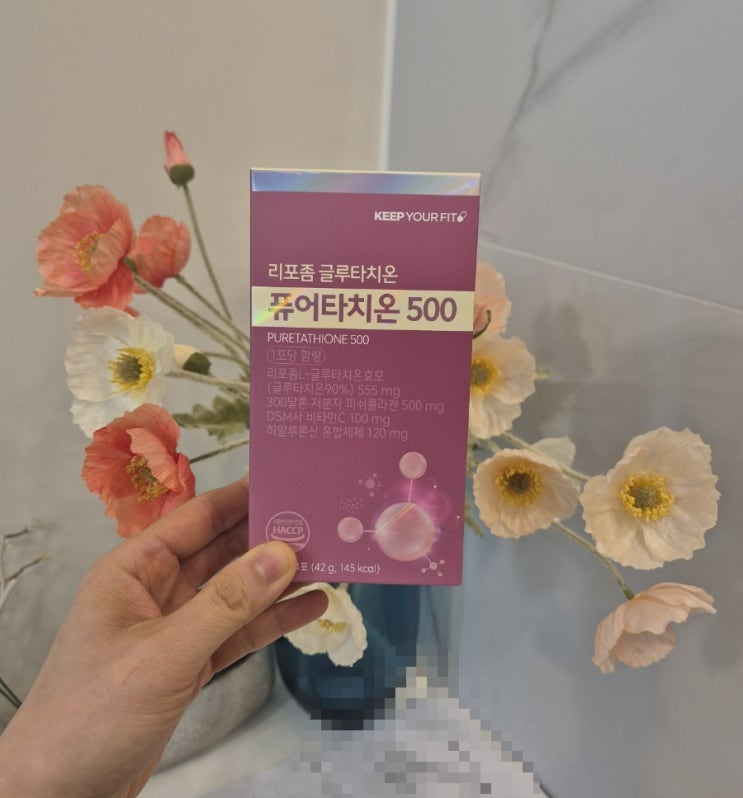 KEEP YOUR FIT
리포좀 글루타치온
퓨어타치온 500
PURETATHIONE 500
1포당 함량
리포좀L-글루타치온효모
(글루타치온90%) 555 mg
300달톤 저분자 피쉬콜라겐 500 mg
DSM사 비타민C 100 mg
히알루론산 혼합제제 120 mg
HACCP
포 (42 g, 145 kcal)